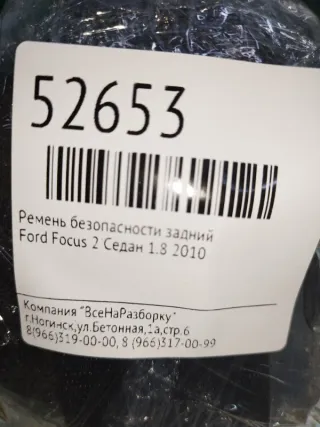 52653
Ремень безопасности задний
Ford Focus 2 Седан 1.8 2010
Компания "ВсеНаРазборку"
г.Ногинск,ул.Бетонная,1а,стр.6
8(966)319-00-00, 8 (966)317-00-99